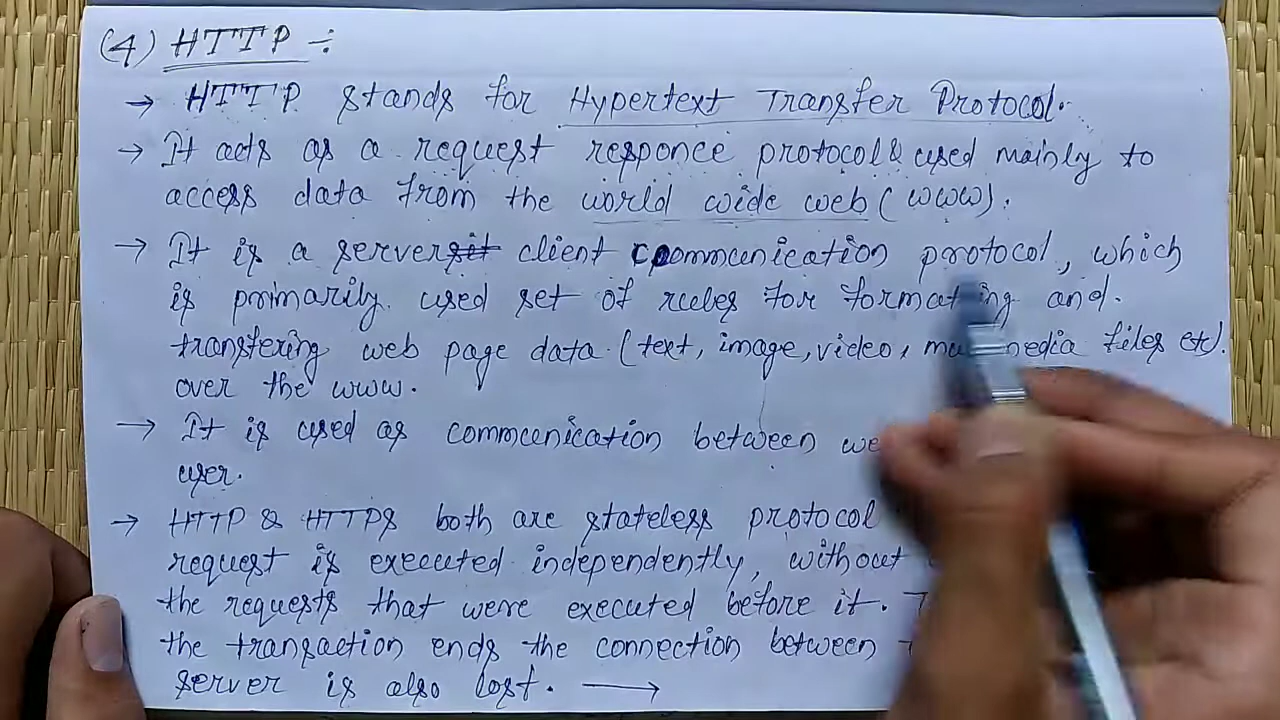 (4) HTTP ÷
→ HTTP stands for Hypertext Transfer Protocol.
→ It acts as a request responce protocol & used mainly to
access data from the world wide web (WWW).
→ It is a server client communication protocol, which
is primarily used set of rules for formatting and
transfering web page data (text, image, video, multimedia files etc).
over the www.
→ It is used as communication between
user.
→ HTTP & HTTPS both are stateless protocol
request is executed independently, without
the requests that were executed before it.
the transaction ends the connection between
server is also lost. →